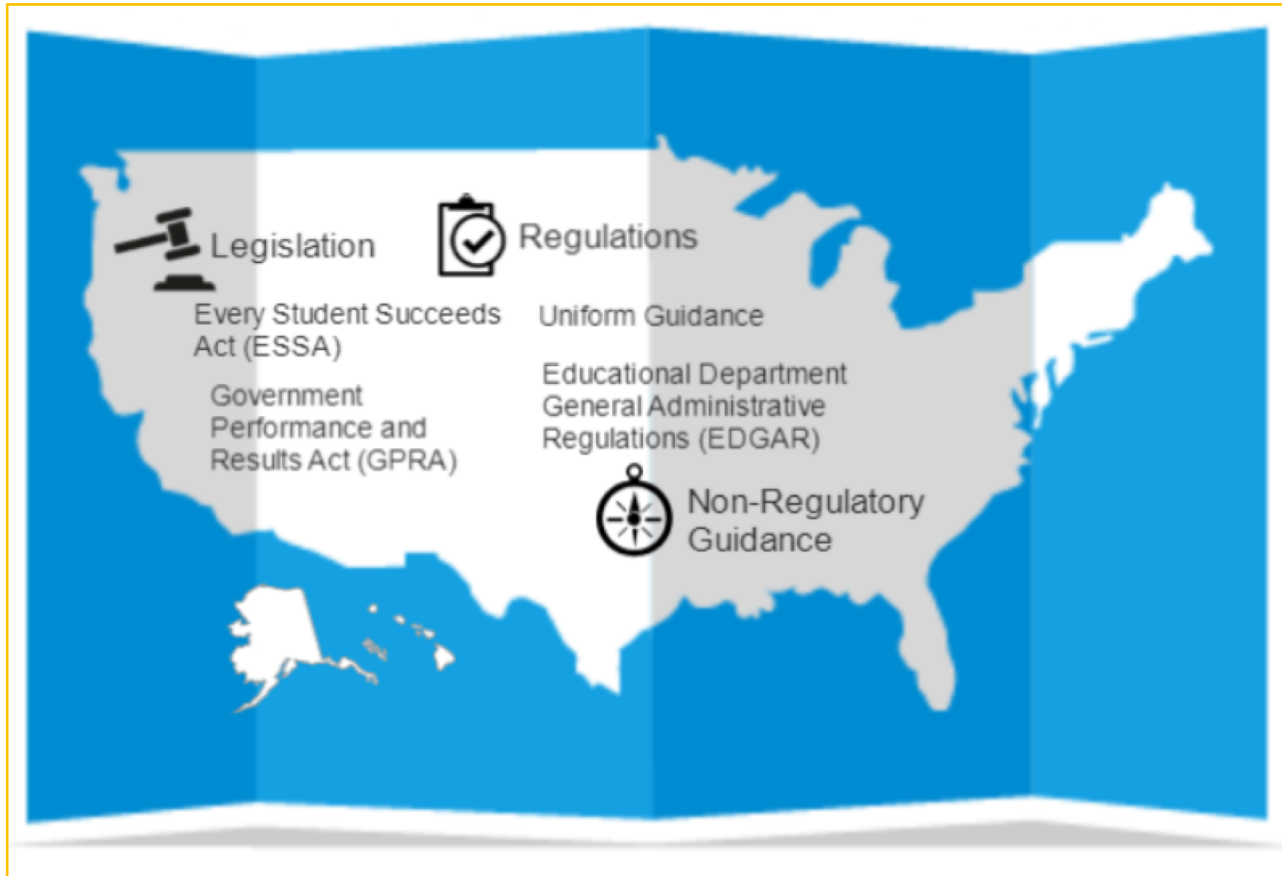 Legislation
Every Student Succeeds
Act (ESSA)
Government
Performance and
Results Act (GPRA)
Regulations
Uniform Guidance
Educational Department
General Administrative
Regulations (EDGAR)
Non-Regulatory
Guidance